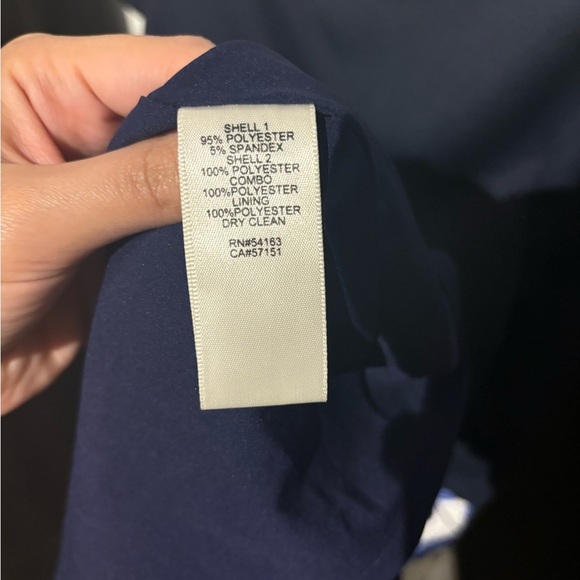 SHELL 1
95% POLYESTER
5% SPANDEX
SHELL 2
100% POLYESTER
COMBO
100%POLYESTER
LINING
100%POLYESTER
DRY CLEAN
RN#54163
CA#57151